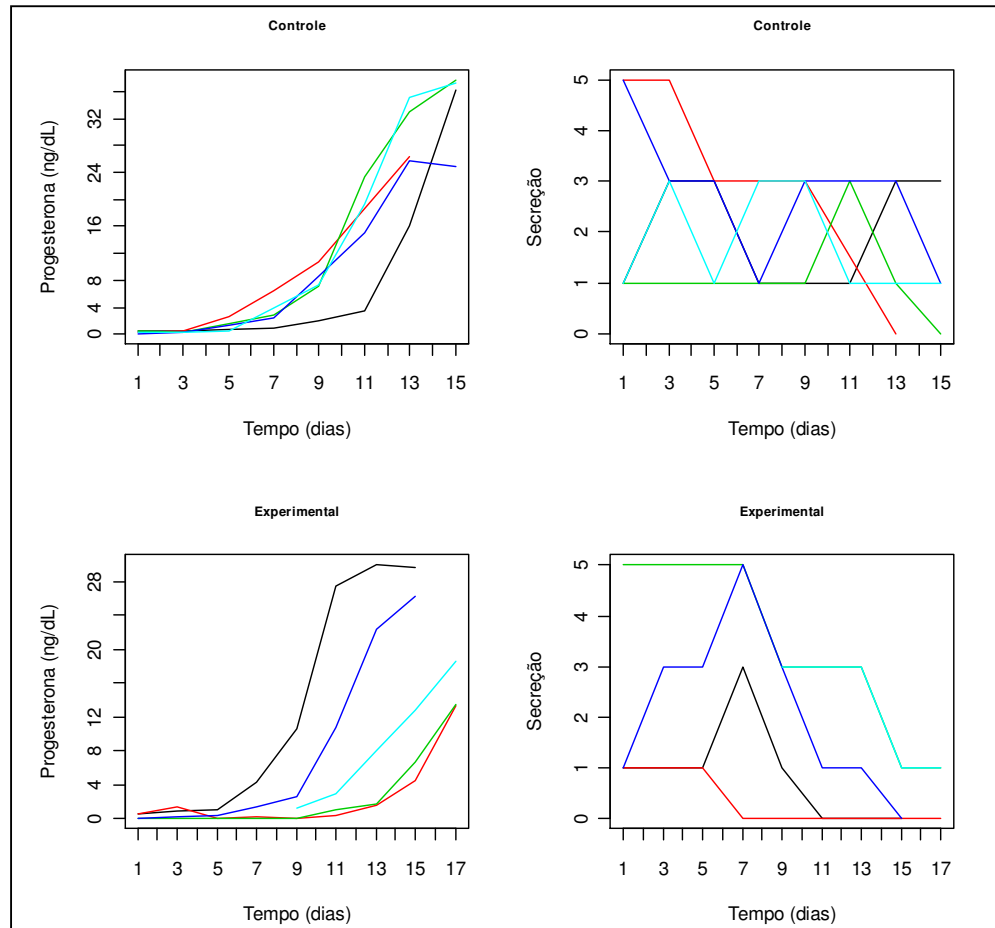 Controle
Progesterona (ng/dL)
32
24
16
8
4
0
1 3 5 7 9 11 13 15
Tempo (dias)
Controle
Secreção
5
4
3
2
1
0
1 3 5 7 9 11 13 15
Tempo (dias)
Experimental
Progesterona (ng/dL)
28
20
12
8
4
0
1 3 5 7 9 11 13 15 17
Tempo (dias)
Experimental
Secreção
5
4
3
2
1
0
1 3 5 7 9 11 13 15 17
Tempo (dias)